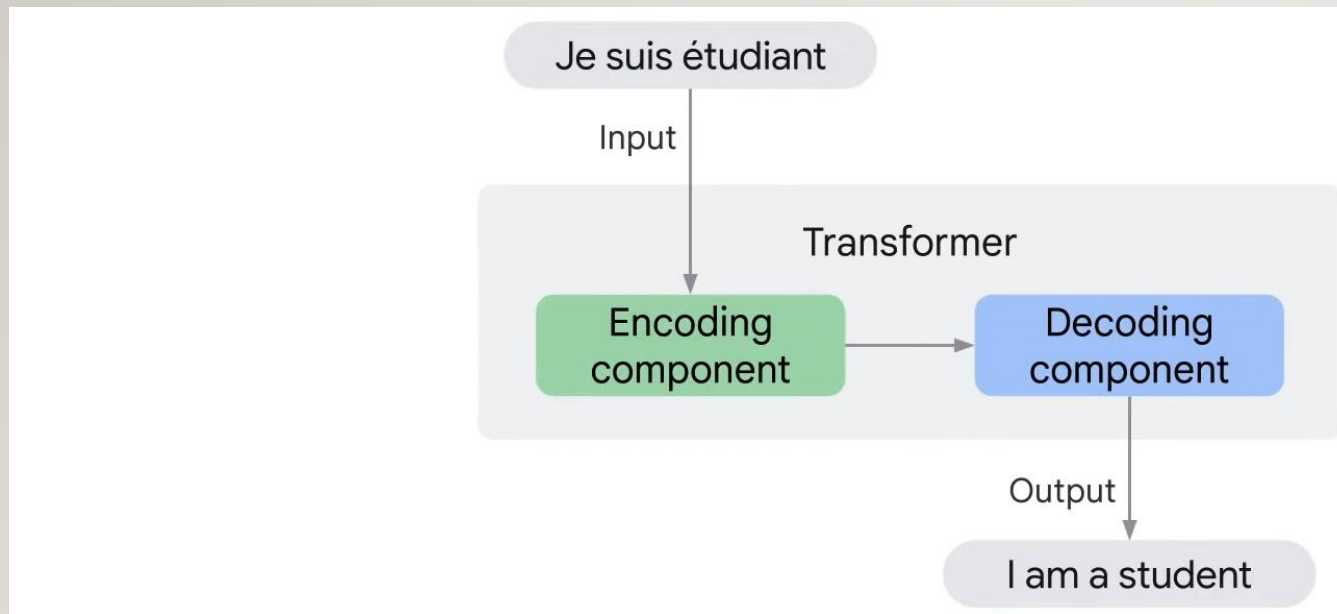 Je suis étudiant
Input
Transformer
Encoding
component
Decoding
component
Output
I am a student